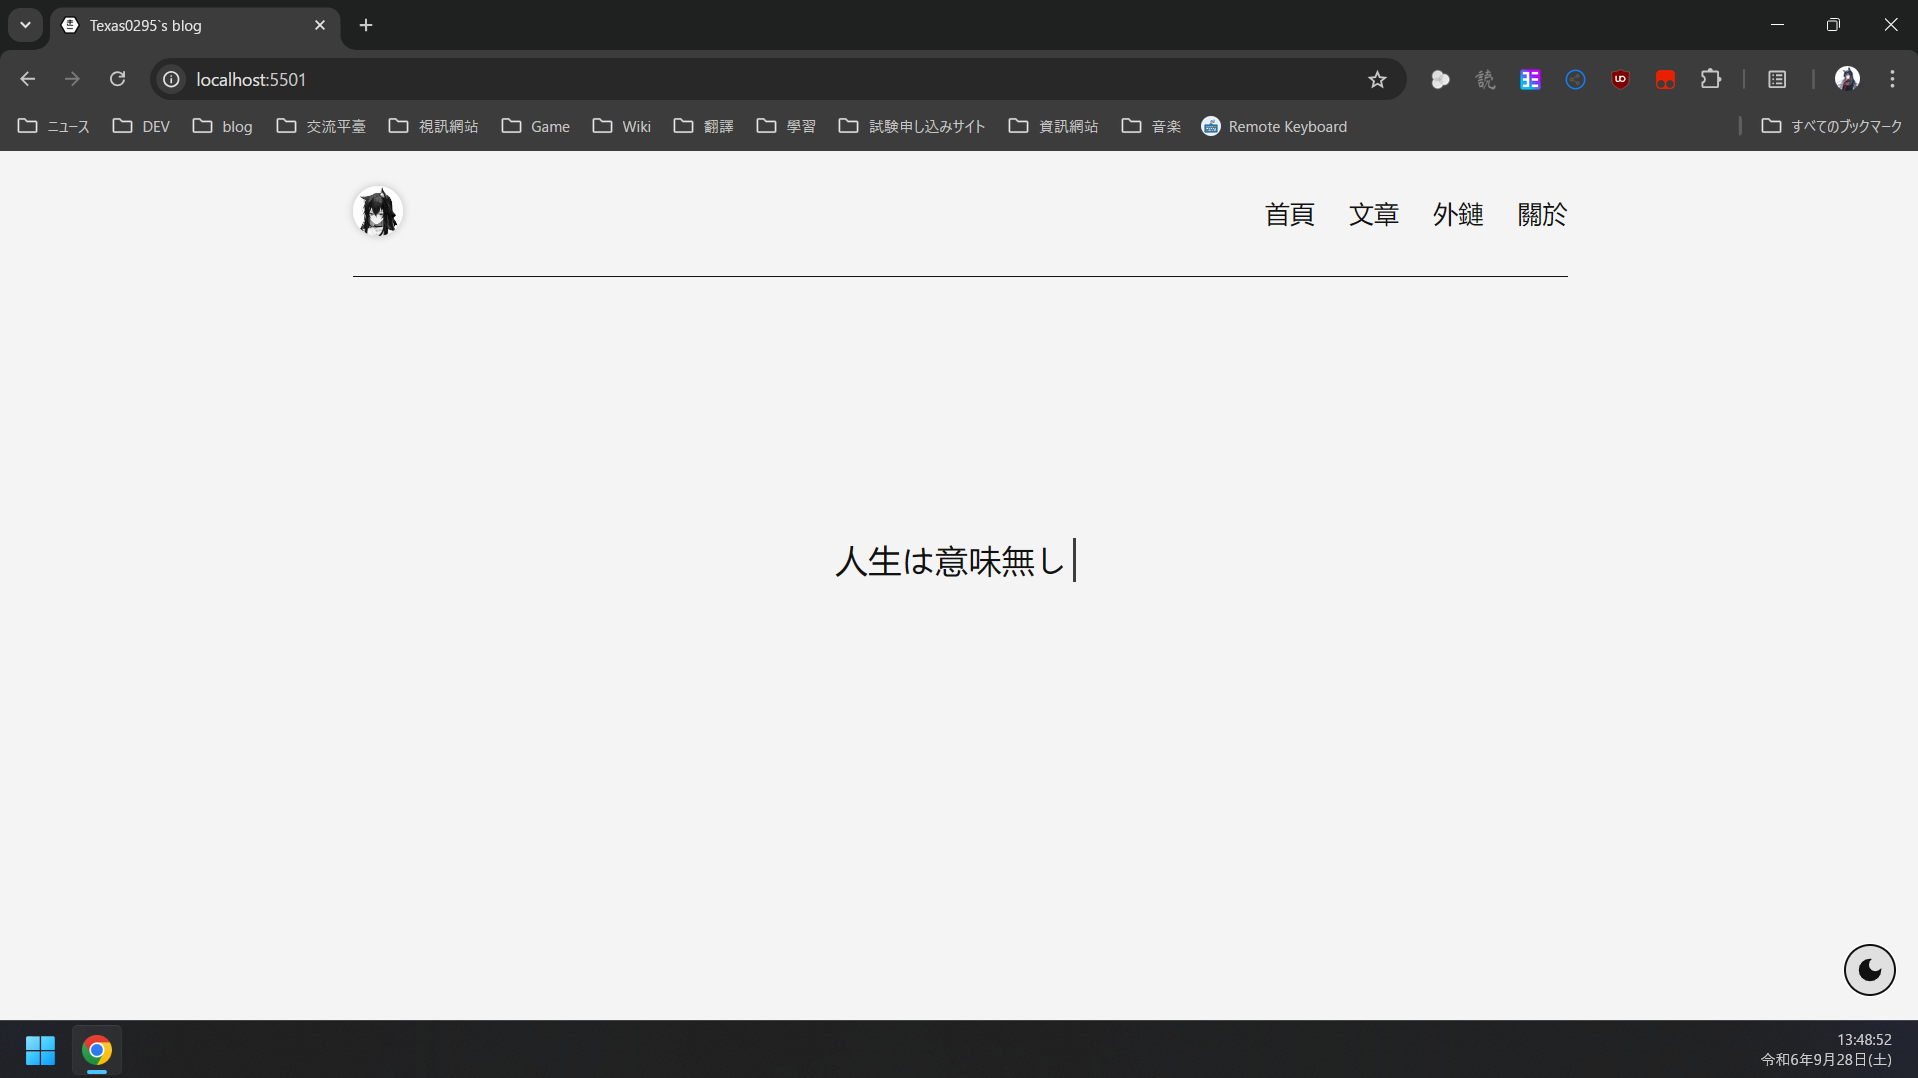 Texas0295`s blog
localhost:5501
ニュース DEV blog 交流平臺 視訊網站 Game Wiki 翻譯 學習 試験申し込みサイト 資訊網站 音楽 Remote Keyboard すべてのブックマーク
首頁 文章 外鏈 關於
人生は意味無し
13:48:52
令和6年9月28日(土)